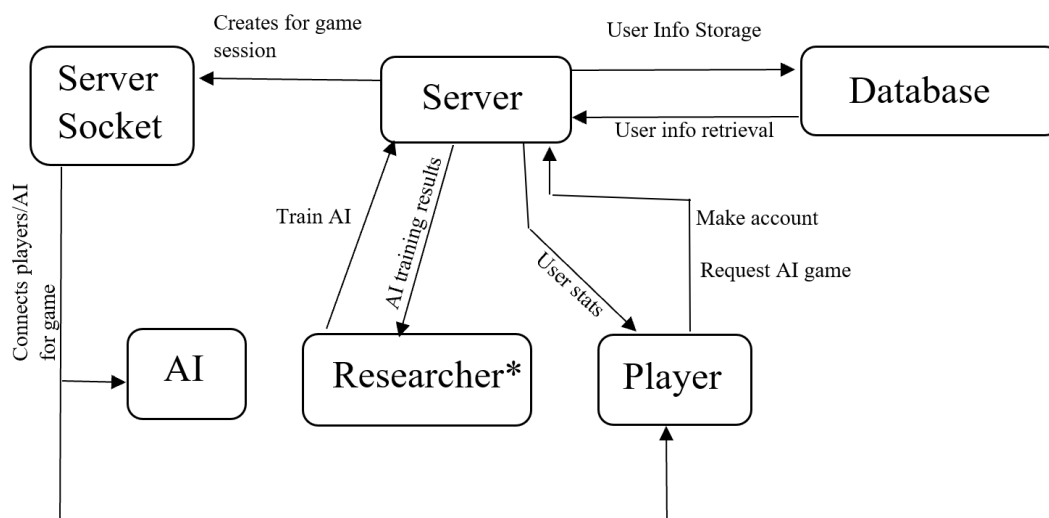 Creates for game
session
User Info Storage
Server
Socket
Server
Database
User info retrieval
Connects players/AI
for game
Train AI
AI training results
User stats
Make account
Request AI game
AI
Researcher*
Player